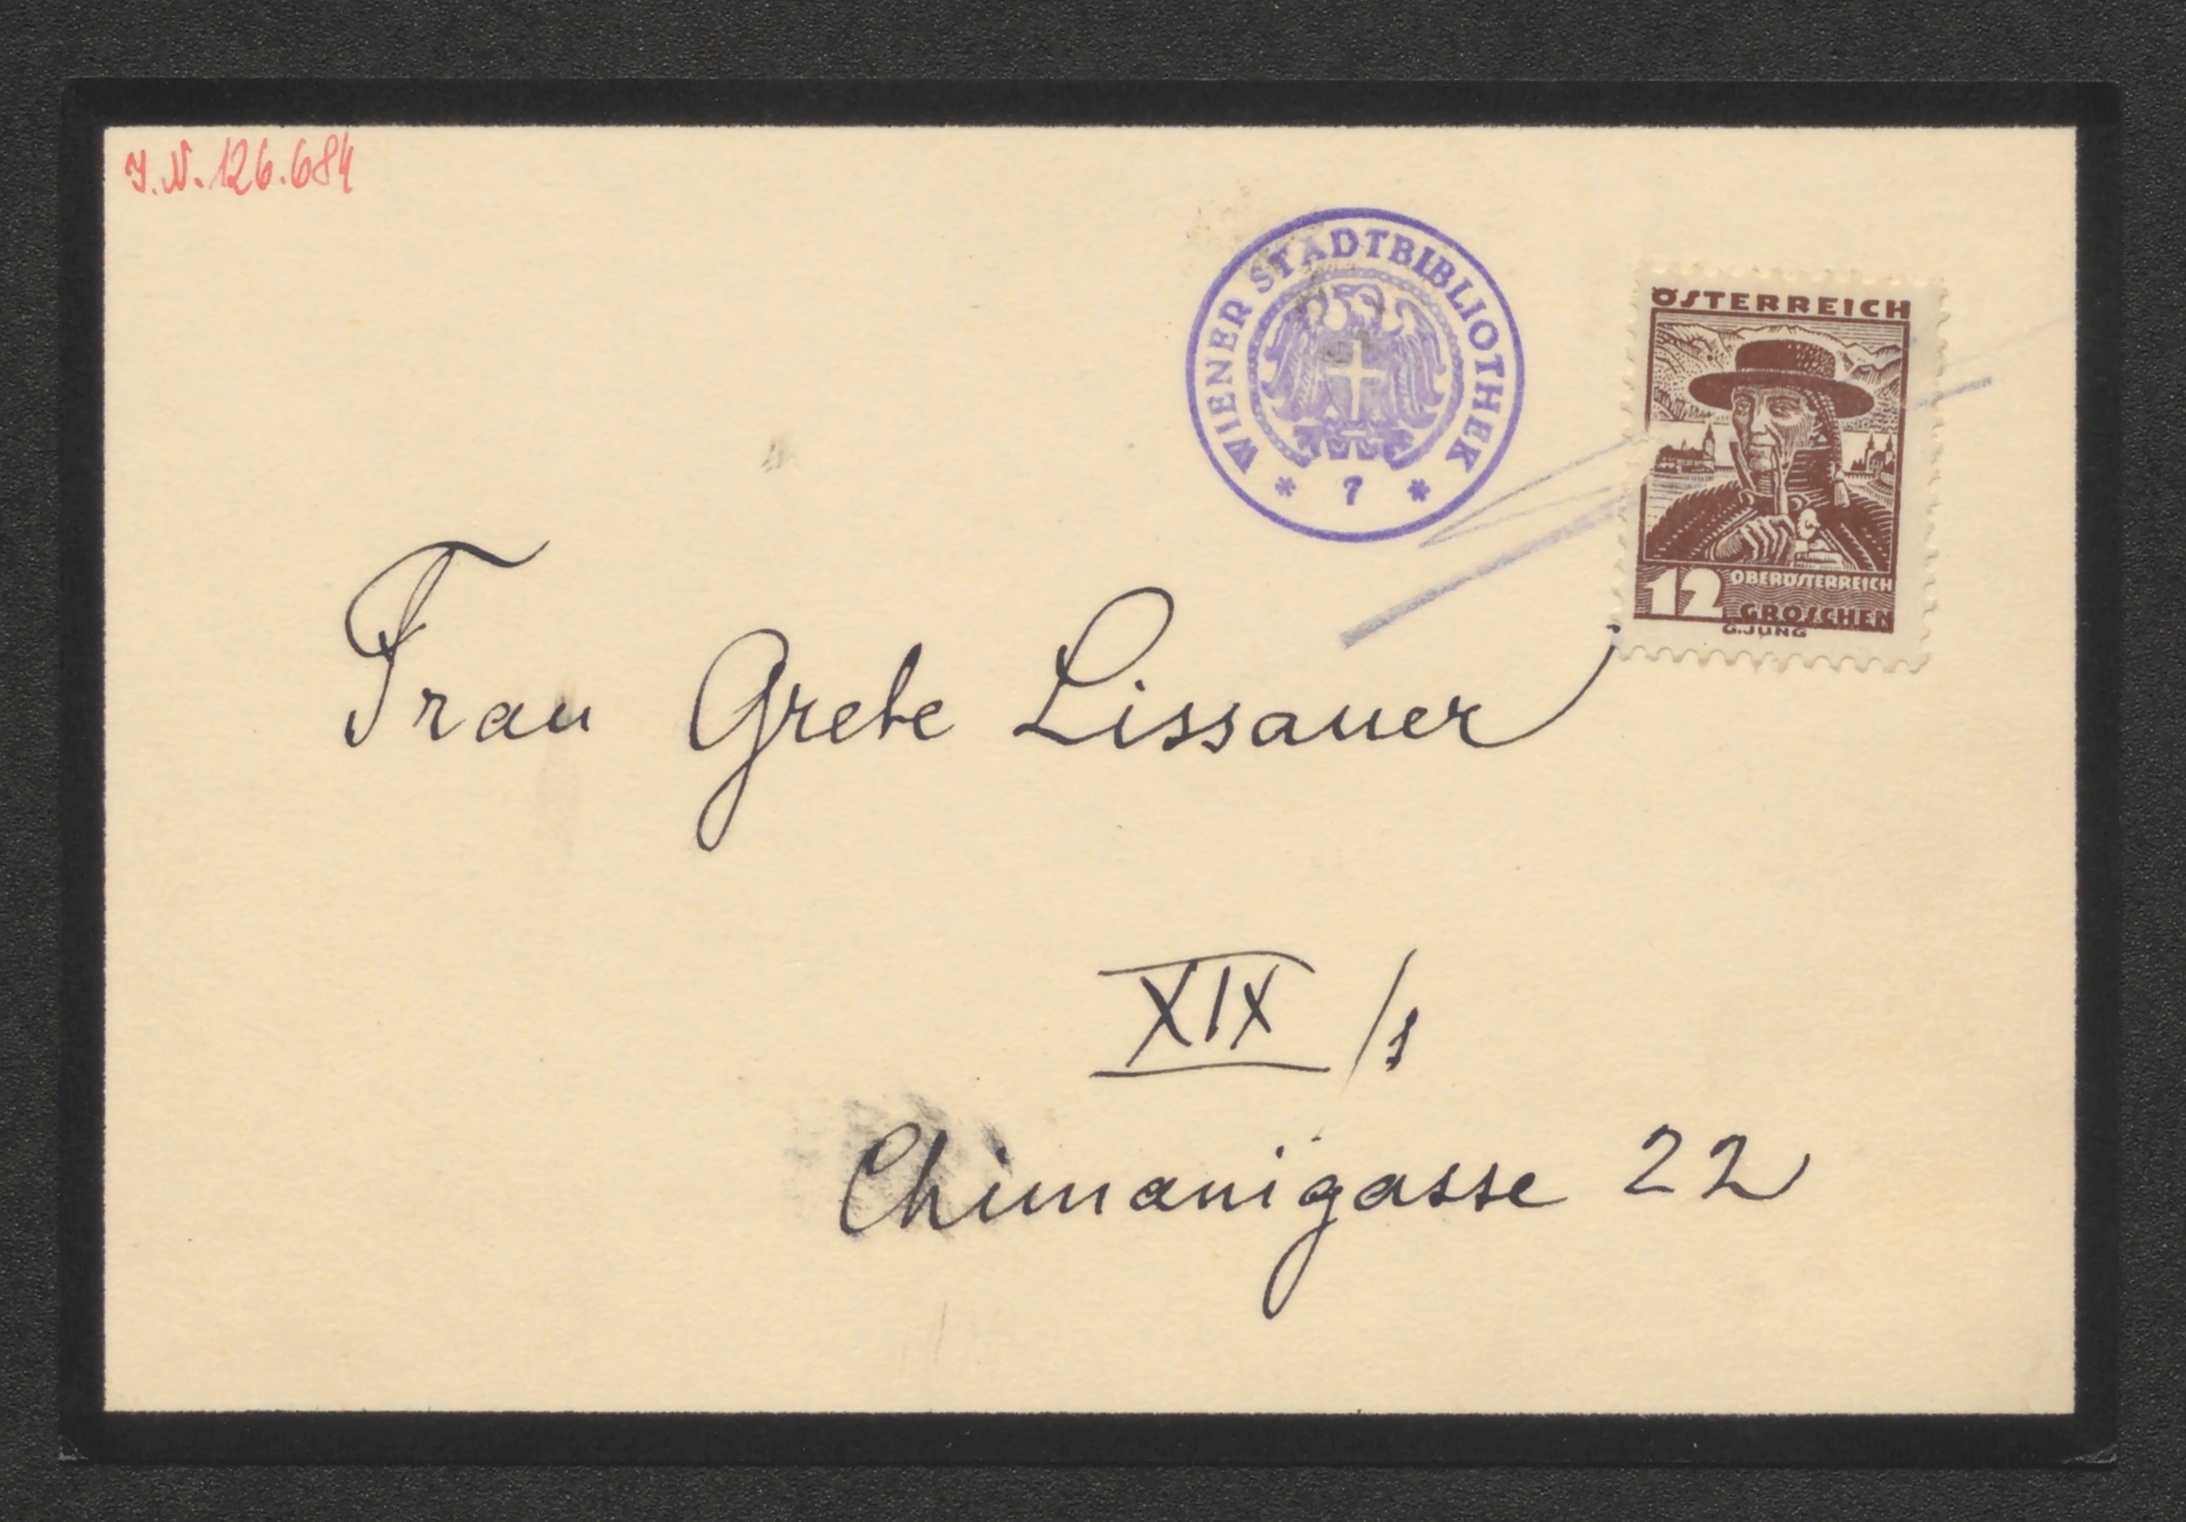 I.N. 126.684
WIENER STADTBIBLIOTHEK
* 7 *
ÖSTERREICH
12 OBERÖSTERREICH
GROSCHEN
G.JUNG
Frau Grete Lissauer
XIX /1
Chimanigasse 22